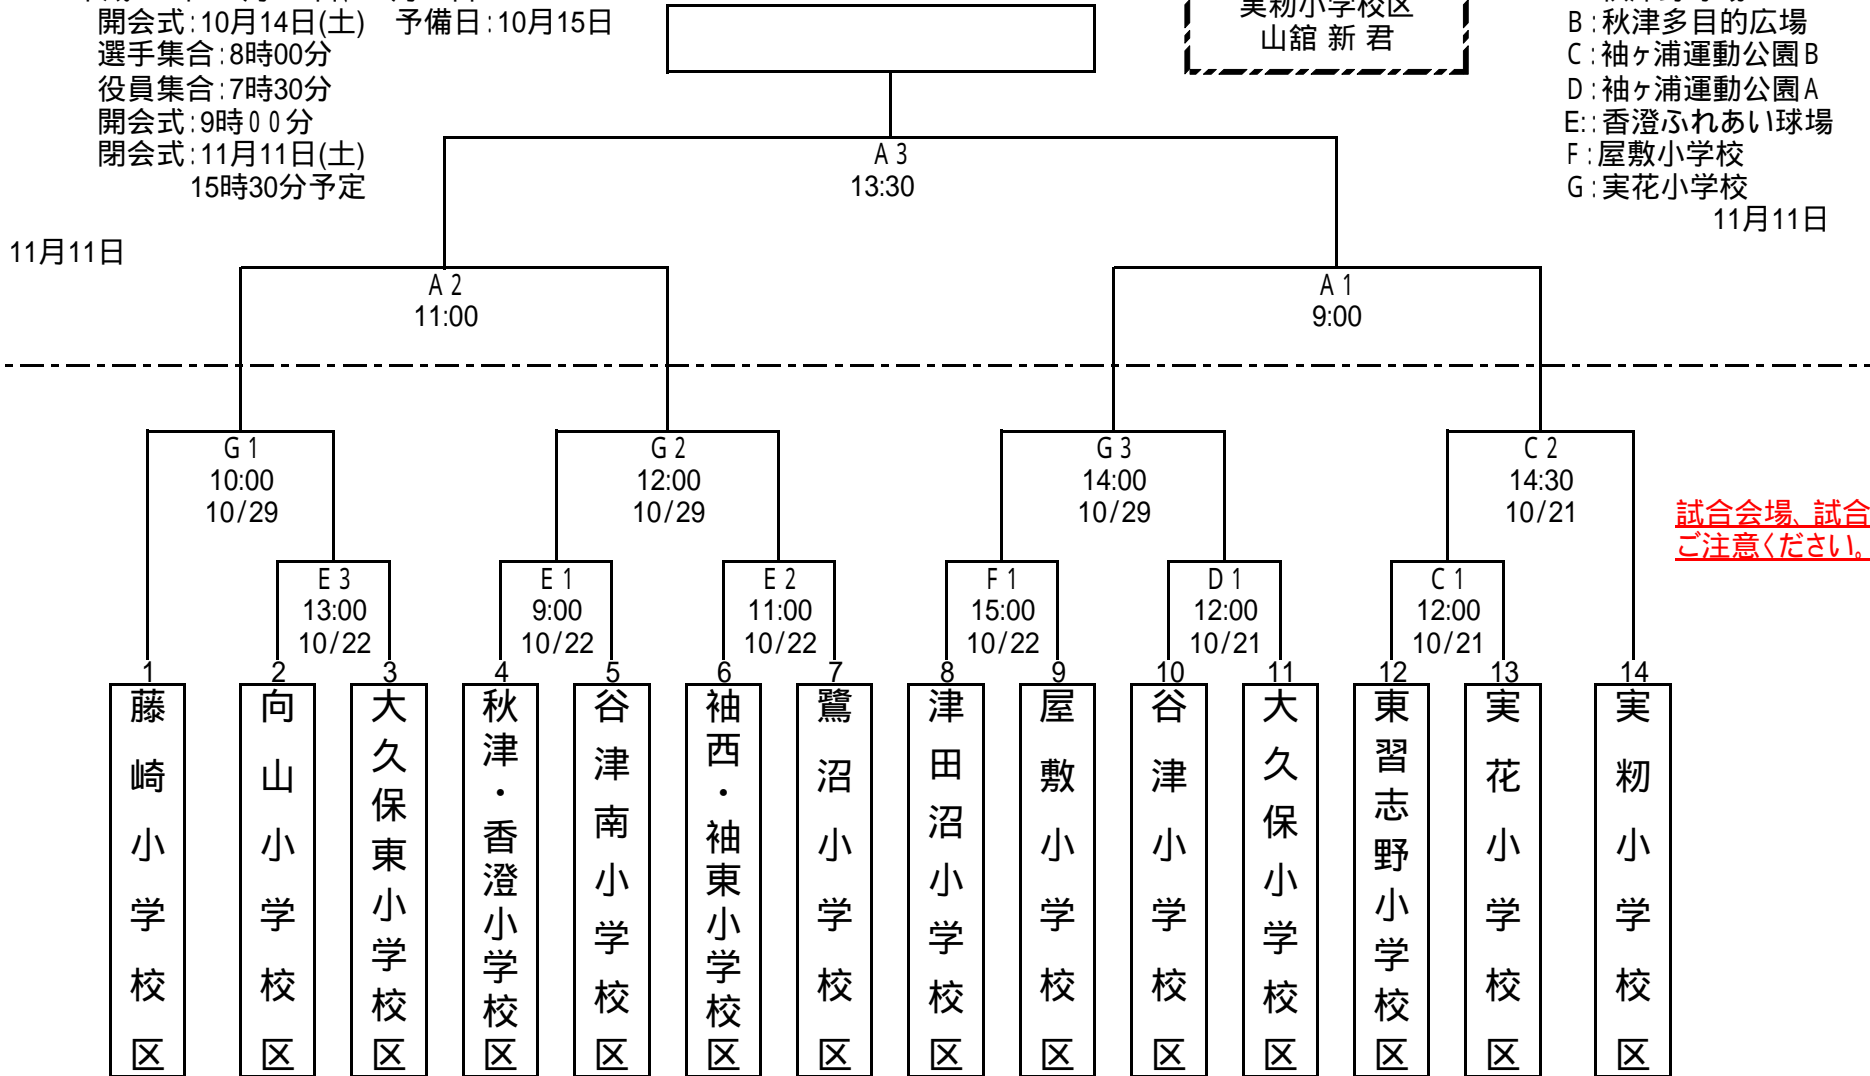 開会式:10月14日(土) 予備日:10月15日
選手集合:8時00分
役員集合:7時30分
開会式:9時00分
閉会式:11月11日(土)
15時30分予定
実籾小学校区
山舘 新 君
B:秋津多目的広場
C:袖ヶ浦運動公園B
D:袖ヶ浦運動公園A
E::香澄ふれあい球場
F:屋敷小学校
G:実花小学校
11月11日
11月11日
A3
13:30
A2
11:00
A1
9:00
G1
10:00
10/29
G2
12:00
10/29
G3
14:00
10/29
C2
14:30
10/21
試合会場、試合
ご注意ください。
E3
13:00
10/22
E1
9:00
10/22
E2
11:00
10/22
F1
15:00
10/22
D1
12:00
10/21
C1
12:00
10/21
1
藤崎小学校区
2
向山小学校区
3
大久保東小学校区
4
秋津・香澄小学校区
5
谷津南小学校区
6
袖西・袖東小学校区
7
鷺沼小学校区
8
津田沼小学校区
9
屋敷小学校区
10
谷津小学校区
11
大久保小学校区
12
東習志野小学校区
13
実花小学校区
14
実籾小学校区